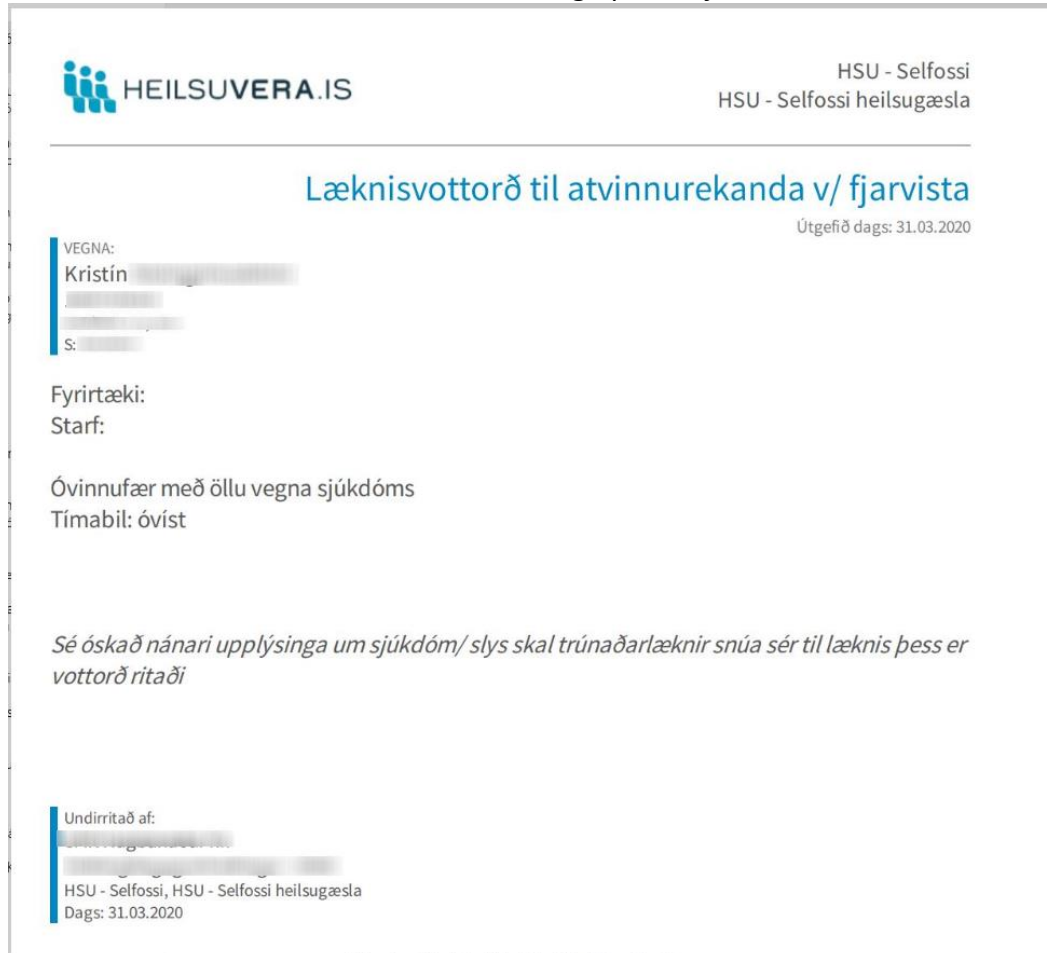 HEILSUVERA.IS
HSU - Selfossi
HSU - Selfossi heilsugæsla
Læknisvottorð til atvinnurekanda v/ fjarvista
Útgefið dags: 31.03.2020
VEGNA:
Kristín
S:
Fyrirtæki:
Starf:
Óvinnufær með öllu vegna sjúkdóms
Tímabil: óvíst
Sé óskað nánari upplýsinga um sjúkdóm/ slys skal trúnaðarlæknir snúa sér til læknis þess er
vottorð ritaði
Undirritað af:
HSU - Selfossi, HSU - Selfossi heilsugæsla
Dags: 31.03.2020